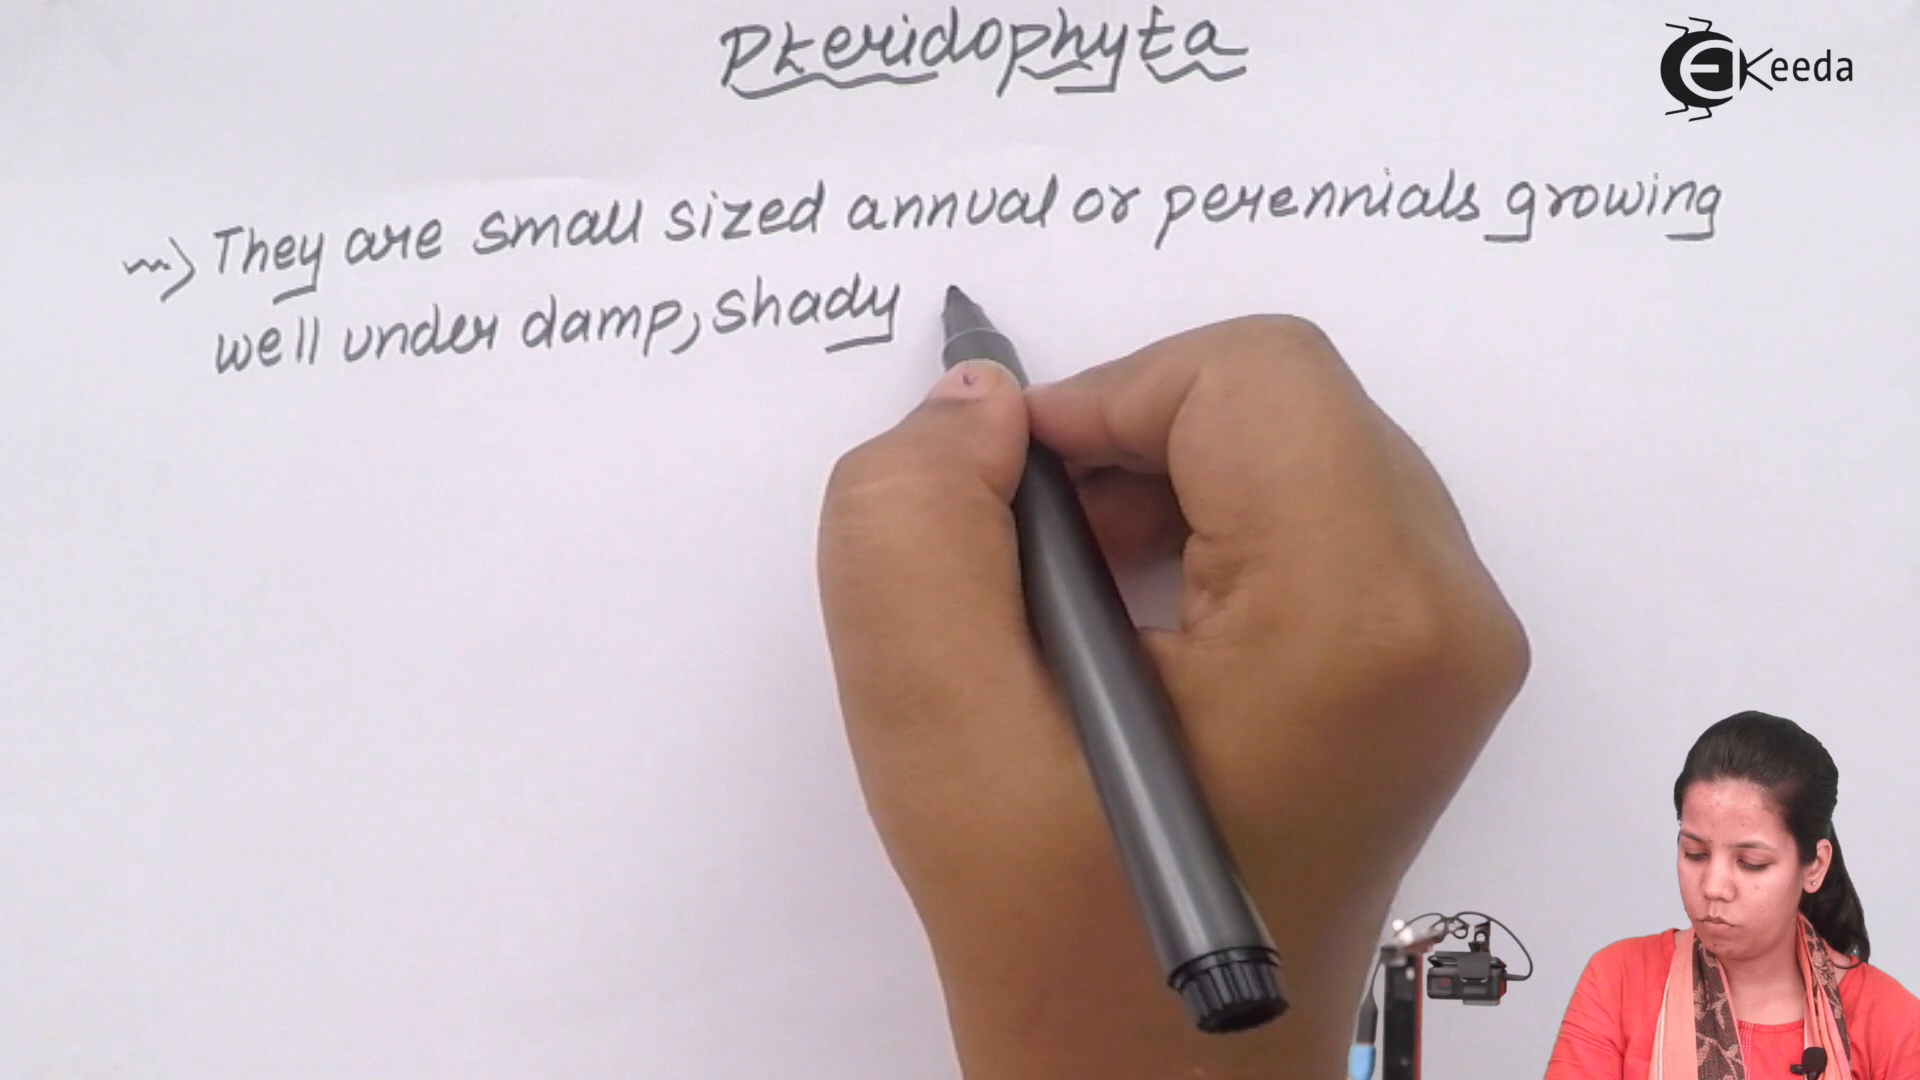 Pteridophyta
EKeeda
They are small sized annual or perennials growing
well under damp, shady